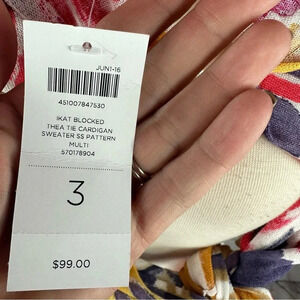 JUN1-16
451007847530
IKAT BLOCKED
THEA TIE CARDIGAN
SWEATER SS PATTERN
MULTI
570178904
3
$99.00